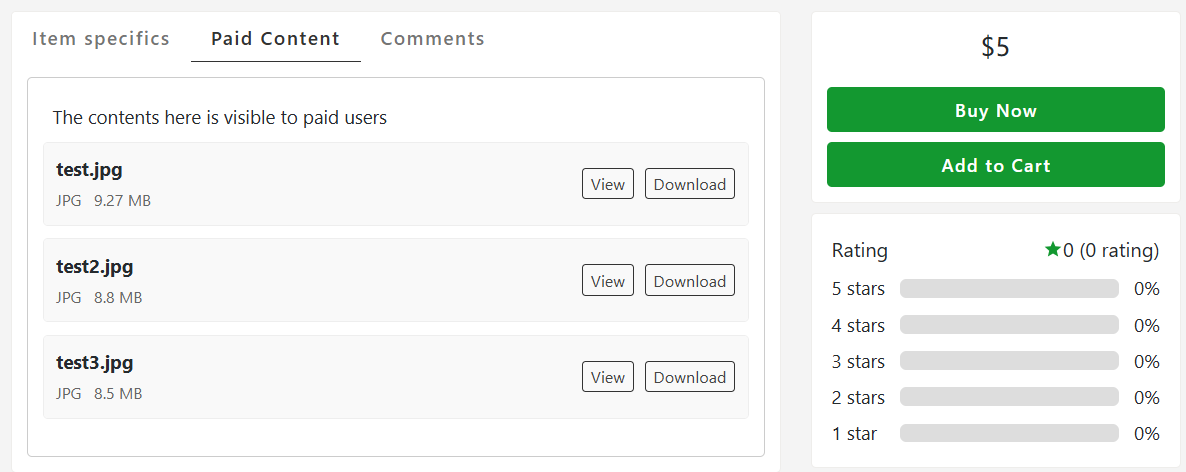 Item specifics
Paid Content
Comments
The contents here is visible to paid users
test.jpg
JPG 9.27 MB
View
Download
test2.jpg
JPG 8.8 MB
View
Download
test3.jpg
JPG 8.5 MB
View
Download
$5
Buy Now
Add to Cart
Rating
★0 (0 rating)
5 stars 0%
4 stars 0%
3 stars 0%
2 stars 0%
1 star 0%